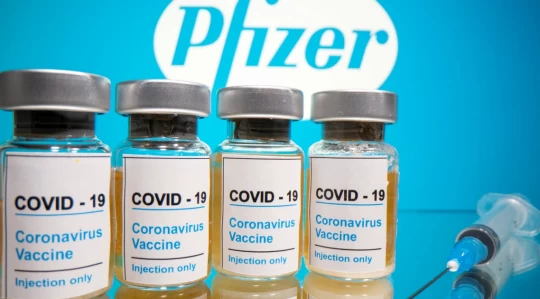 Pfizer
COVID - 19
Coronavirus
Vaccine
Injection only
COVID - 19
Coronavirus
Vaccine
Injection only
COVID - 19
Coronavirus
Vaccine
Injection only
COVID - 19
Coronavirus
Vaccine
Injection only